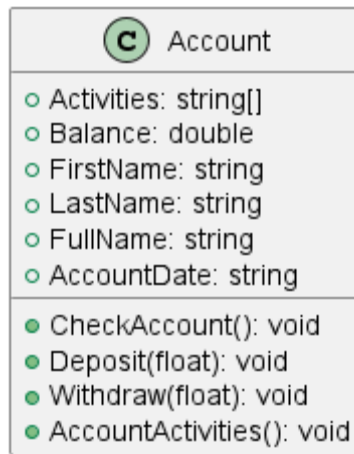 C Account
Activities: string[]
Balance: double
FirstName: string
LastName: string
FullName: string
AccountDate: string
CheckAccount(): void
Deposit(float): void
Withdraw(float): void
AccountActivities(): void